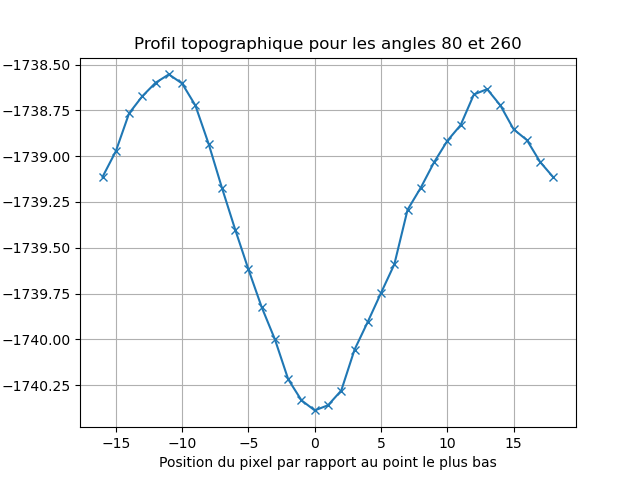 Profil topographique pour les angles 80 et 260
−1738.50
−1738.75
−1739.00
−1739.25
−1739.50
−1739.75
−1740.00
−1740.25
−15 −10 −5 0 5 10 15
Position du pixel par rapport au point le plus bas